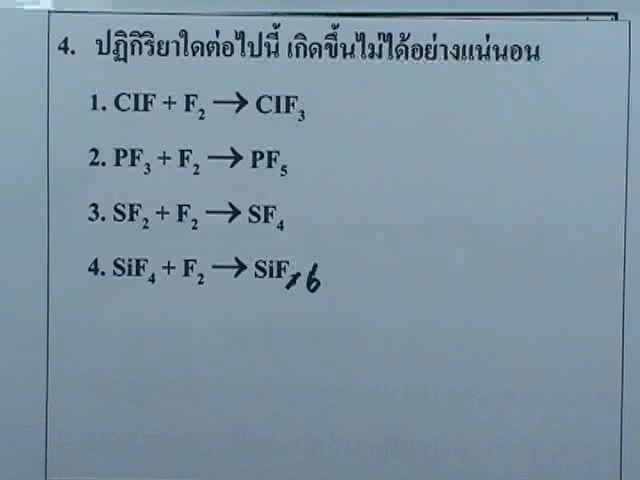 4. ปฏิกิริยาใดต่อไปนี้ เกิดขึ้นไม่ได้อย่างแน่นอน
1. ClF + F₂ → ClF₃
2. PF₃ + F₂ → PF₅
3. SF₂ + F₂ → SF₄
4. SiF₄ + F₂ → SiF 6